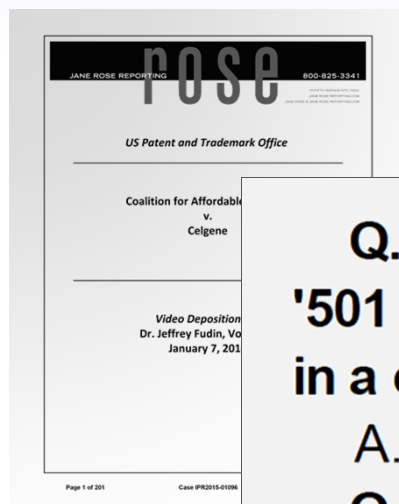 rose
JANE ROSE REPORTING 800-825-3341
US Patent and Trademark Office
Coalition for Affordable
v.
Celgene
Video Deposition
Dr. Jeffrey Fudin, Vo
January 7, 201
Page 1 of 201 Case IPR2015-01096
Q.
'501
in a
A.